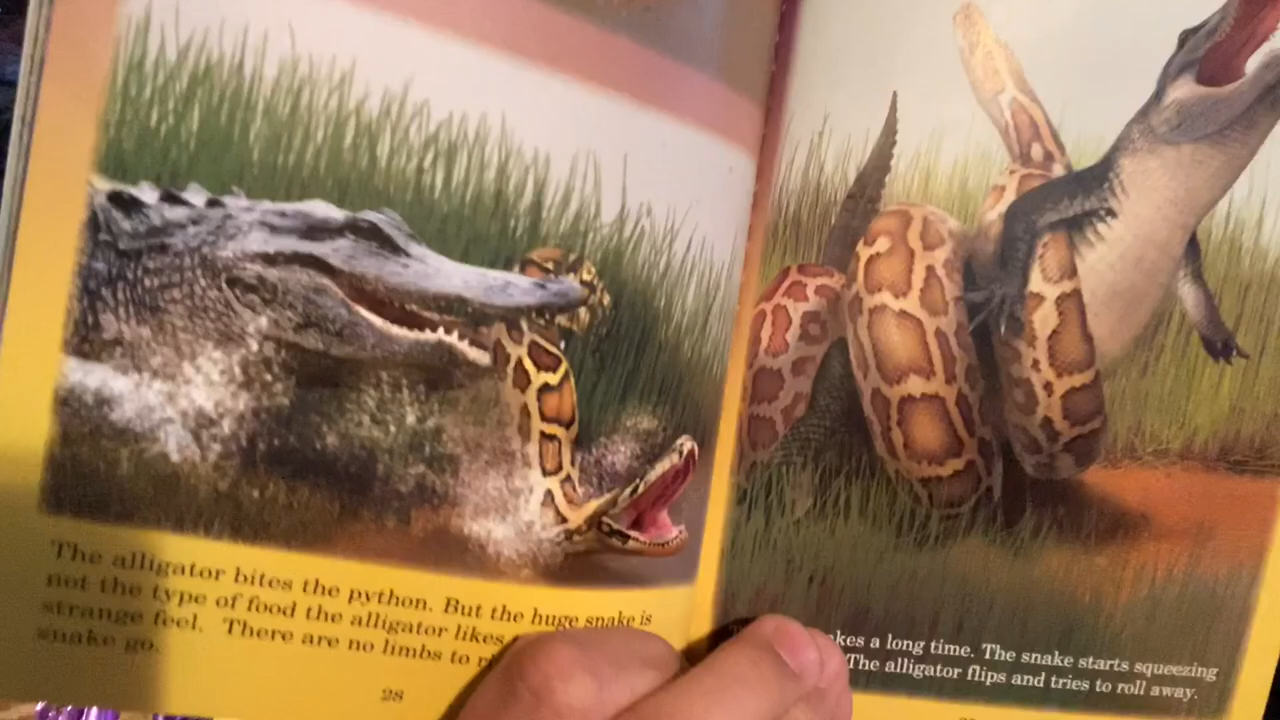 The alligator bites the python. But the huge snake is
not the type of food the alligator likes
strange feel. There are no limbs to
snake go.
28
a long time. The snake starts squeezing
The alligator flips and tries to roll away.